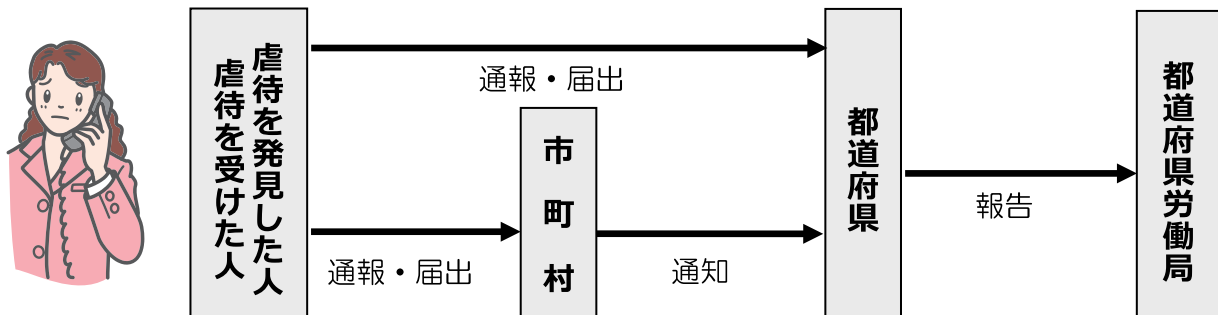 虐待を発見した人
虐待を受けた人
通報・届出
通報・届出
市町村
通知
都道府県
報告
都道府県労働局